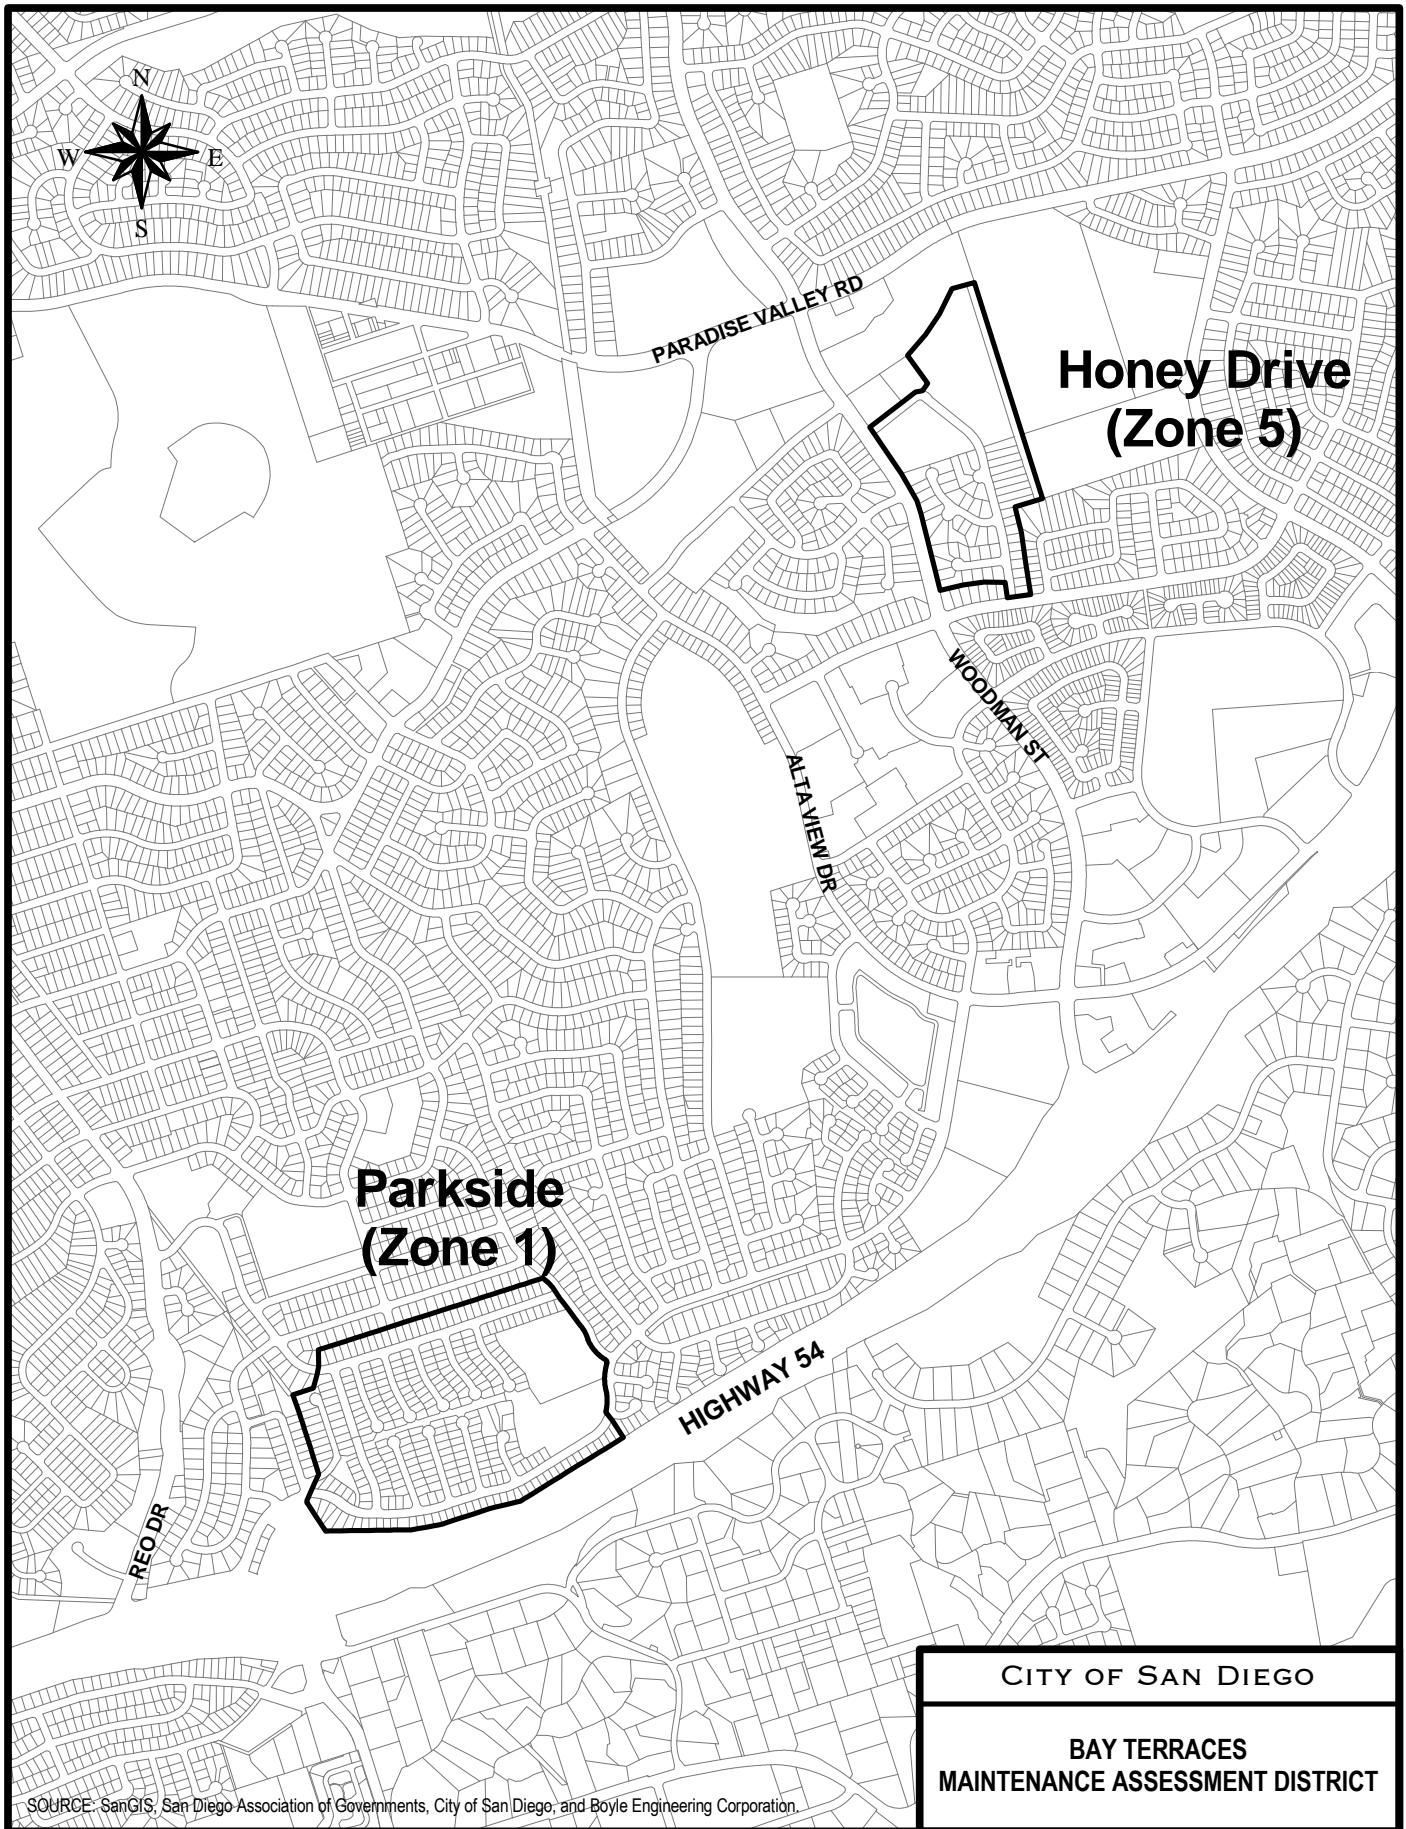 N
W
E
S
PARADISE VALLEY RD
Honey Drive
(Zone 5)
WOODMAN ST
ALTA VIEW DR
Parkside
(Zone 1)
HIGHWAY 54
REO DR
CITY OF SAN DIEGO
BAY TERRACES
MAINTENANCE ASSESSMENT DISTRICT
SOURCE: SanGIS, San Diego Association of Governments, City of San Diego, and Boyle Engineering Corporation.